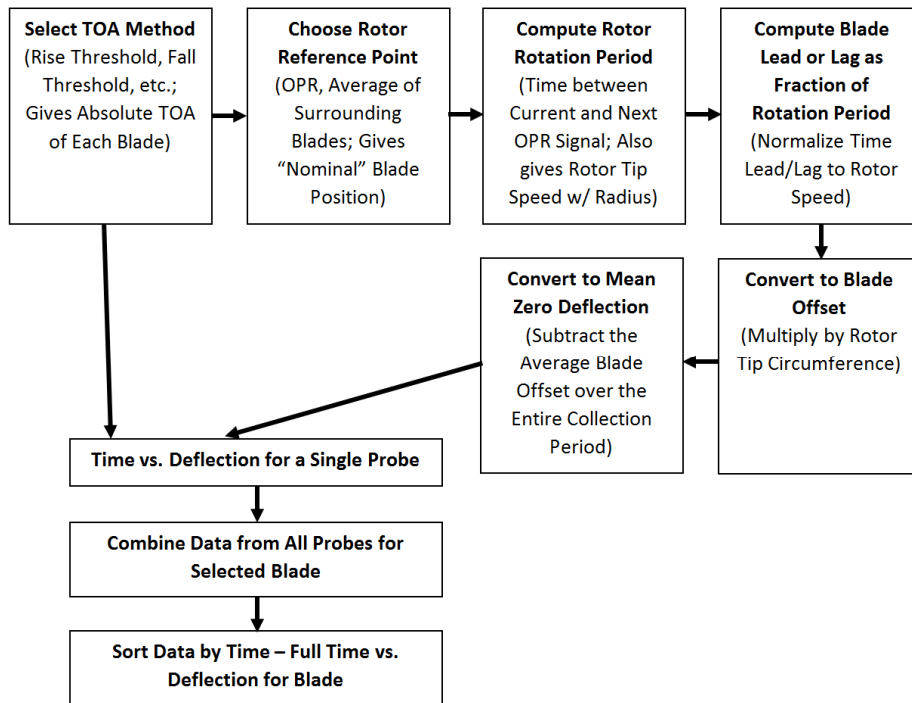 Select TOA Method
(Rise Threshold, Fall
Threshold, etc.;
Gives Absolute TOA
of Each Blade)
Choose Rotor
Reference Point
(OPR, Average of
Surrounding
Blades; Gives
“Nominal” Blade
Position)
Compute Rotor
Rotation Period
(Time between
Current and Next
OPR Signal; Also
gives Rotor Tip
Speed w/ Radius)
Compute Blade
Lead or Lag as
Fraction of
Rotation Period
(Normalize Time
Lead/Lag to Rotor
Speed)
Convert to Blade
Offset
(Multiply by Rotor
Tip Circumference)
Convert to Mean
Zero Deflection
(Subtract the
Average Blade
Offset over the
Entire Collection
Period)
Time vs. Deflection for a Single Probe
Combine Data from All Probes for
Selected Blade
Sort Data by Time – Full Time vs.
Deflection for Blade